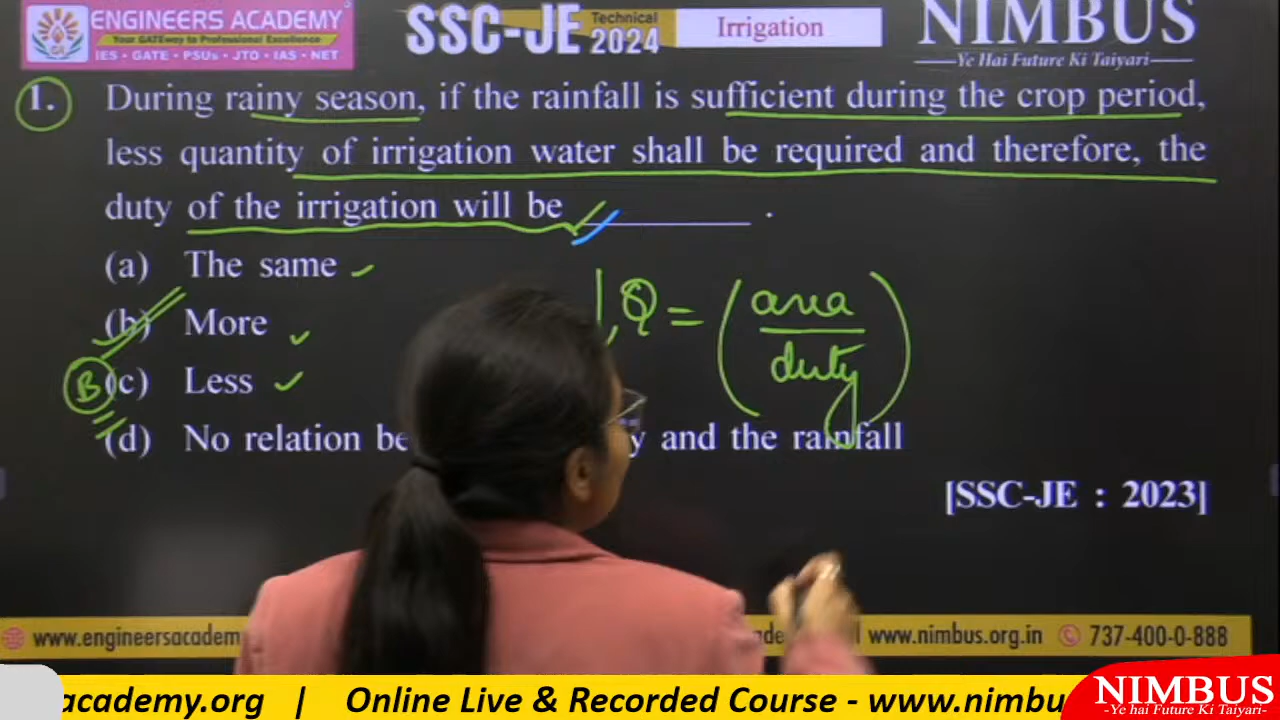 ENGINEERS ACADEMY
Your GATEway to Professional Excellence
IES • GATE • PSUs • JTO • IAS • NET
SSC-JE Technical 2024
Irrigation
NIMBUS
Ye Hai Future Ki Taiyari
1. During rainy season, if the rainfall is sufficient during the crop period,
less quantity of irrigation water shall be required and therefore, the
duty of the irrigation will be ________ .
(a) The same
(b) More
Q = (area / duty)
B
(c) Less
(d) No relation and the rainfall
[SSC-JE : 2023]
www.engineersacadem
www.nimbus.org.in 737-400-0-888
academy.org | Online Live & Recorded Course - www.nimbu
NIMBUS
-Ye hai Future Ki Taiyari-